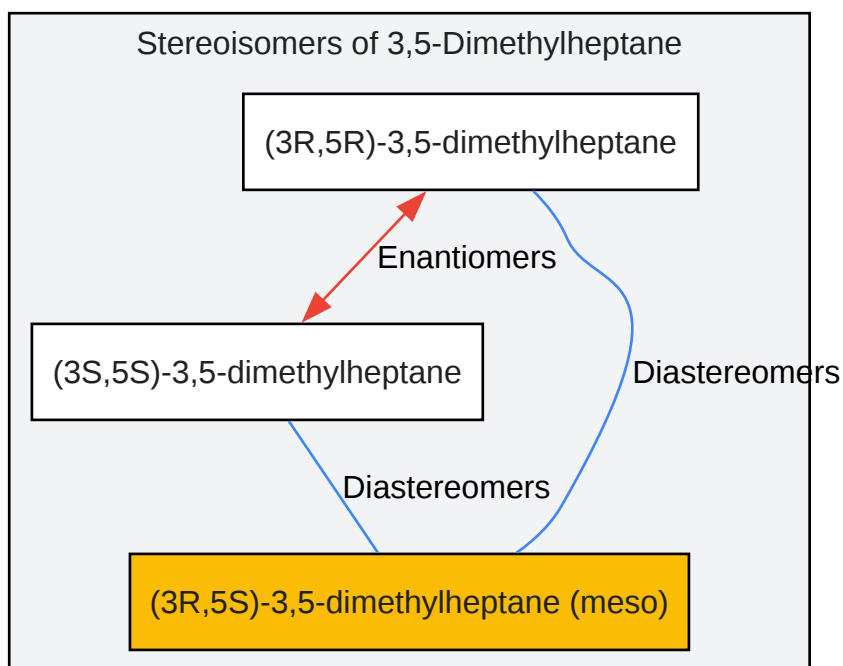 Stereoisomers of 3,5-Dimethylheptane
(3R,5R)-3,5-dimethylheptane
Enantiomers
(3S,5S)-3,5-dimethylheptane
Diastereomers
Diastereomers
(3R,5S)-3,5-dimethylheptane (meso)